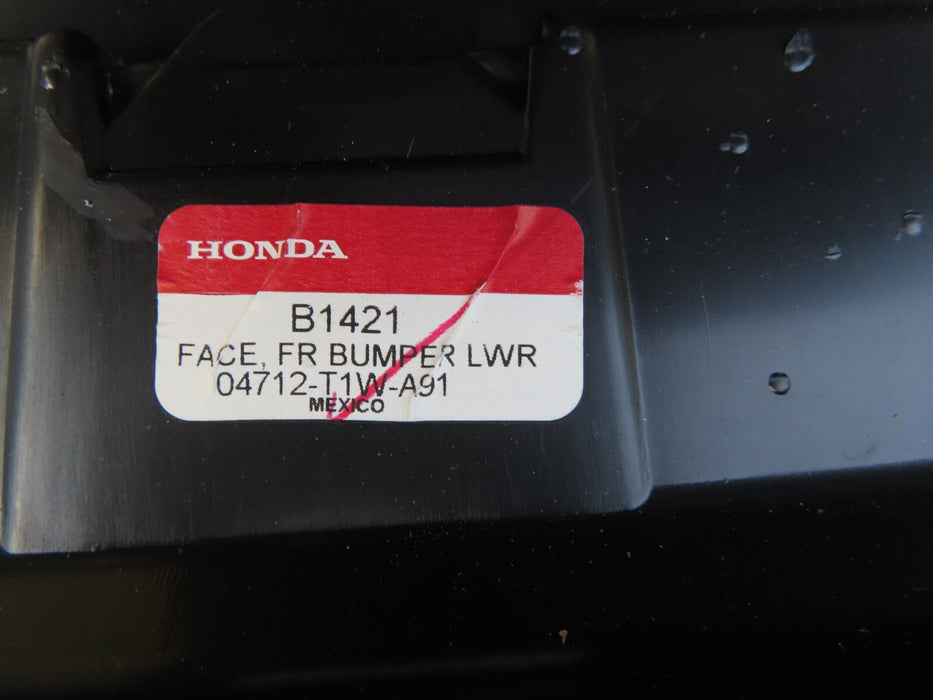 HONDA
B1421
FACE, FR BUMPER LWR
04712-T1W-A91
MEXICO